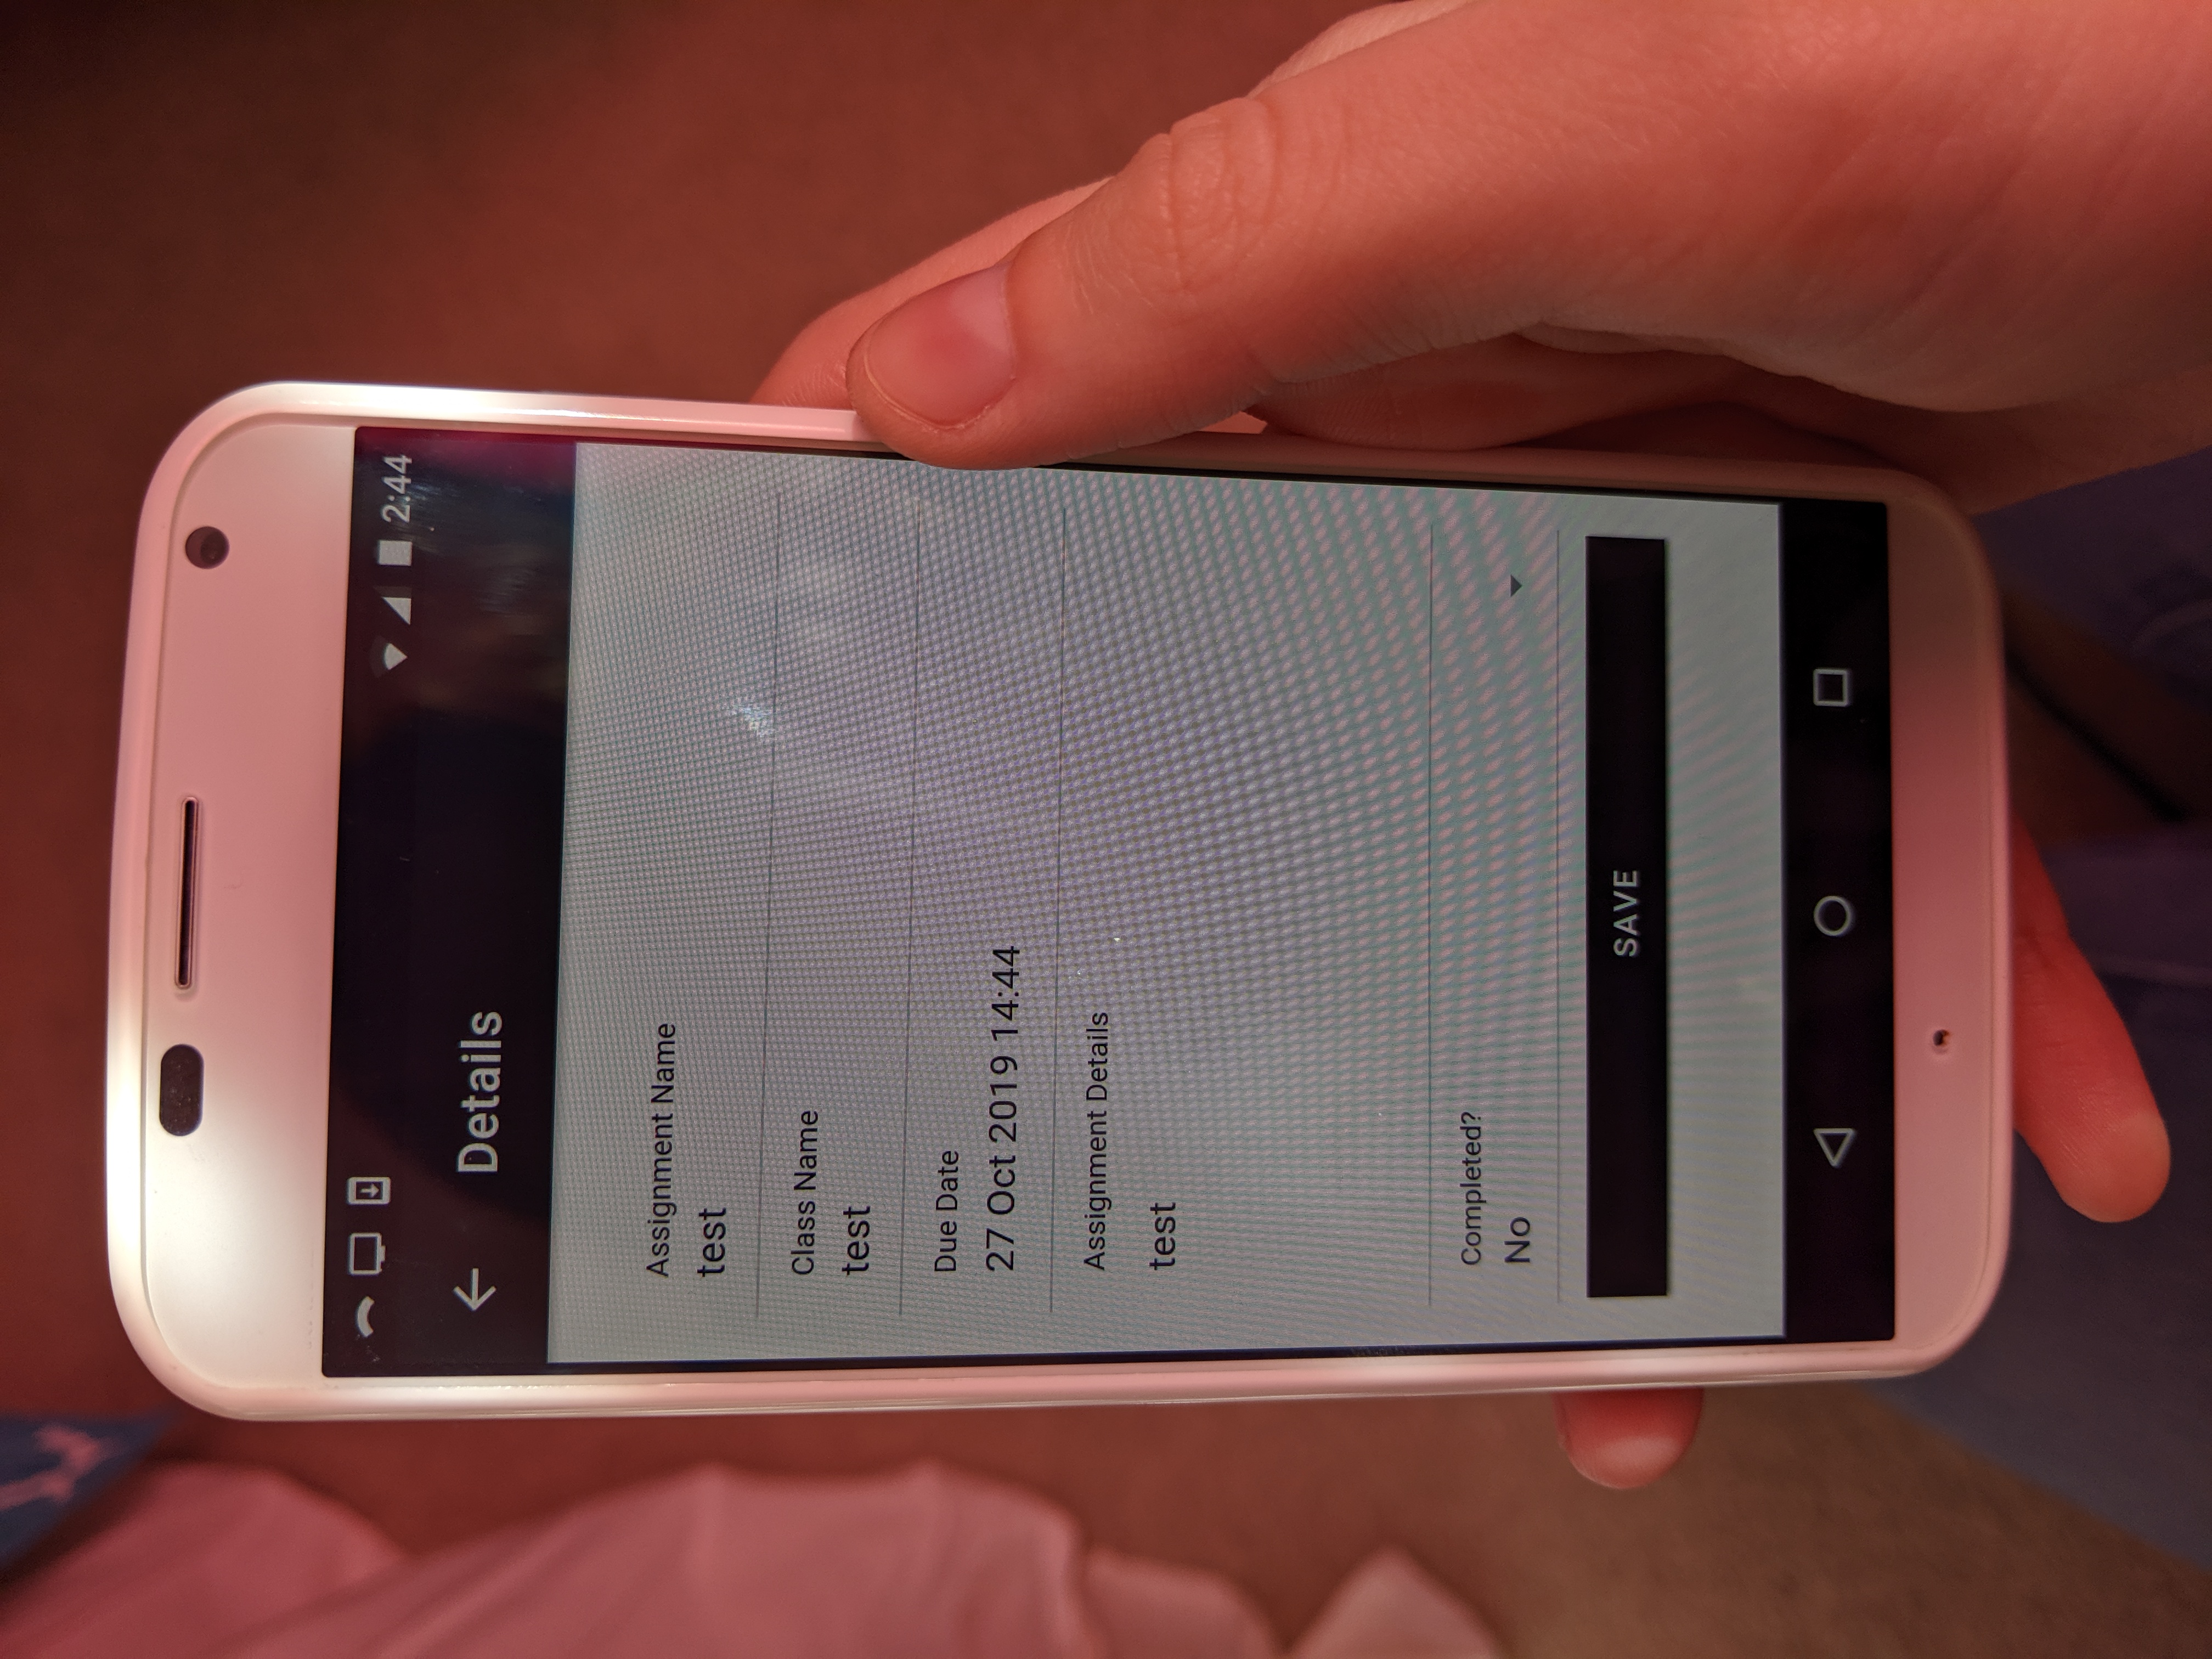 2:44
Details
Assignment Name
test
Class Name
test
Due Date
27 Oct 2019 14:44
Assignment Details
test
Completed?
No
SAVE